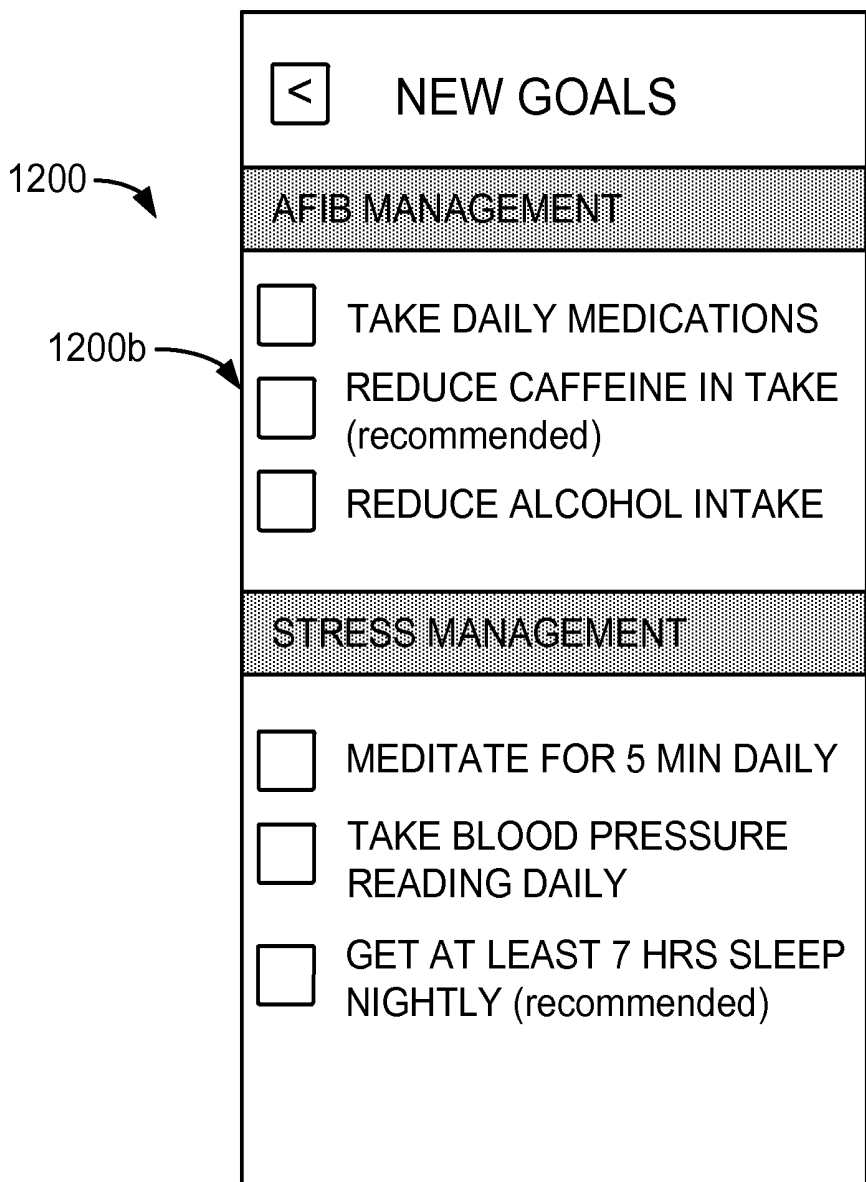 < NEW GOALS
1200
AFIB MANAGEMENT
TAKE DAILY MEDICATIONS
1200b
REDUCE CAFFEINE IN TAKE
(recommended)
REDUCE ALCOHOL INTAKE
STRESS MANAGEMENT
MEDITATE FOR 5 MIN DAILY
TAKE BLOOD PRESSURE
READING DAILY
GET AT LEAST 7 HRS SLEEP
NIGHTLY (recommended)